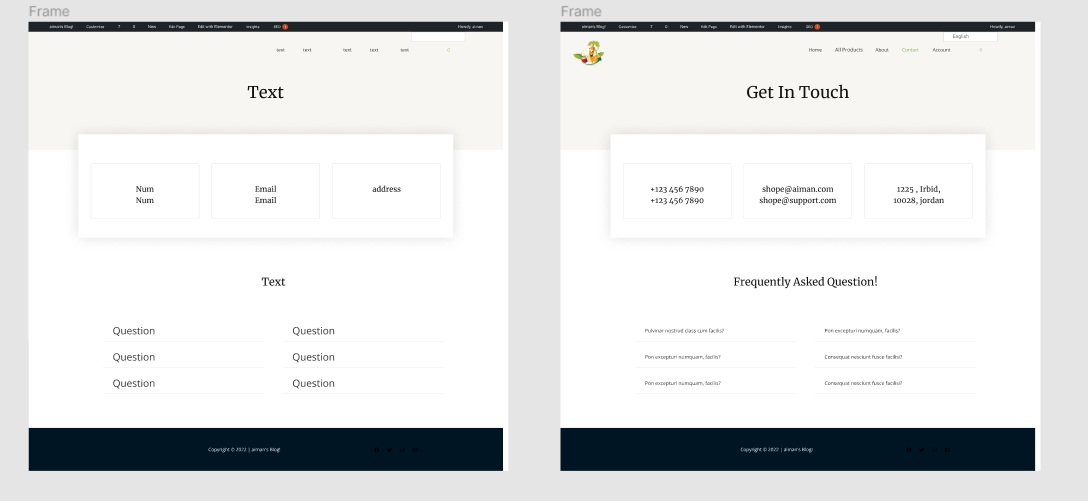 Frame
aiman's Blog! Customise 7 0 New Edit Page Edit with Elementor Insights SEO Howdy, aiman
text text text text text 0
Text
Num Email address
Num Email
Text
Question Question
Question Question
Question Question
Copyright © 2022 | aiman's Blog!
Frame
aiman's Blog! Customise 7 0 New Edit Page Edit with Elementor Insights SEO Howdy, aiman
English
Home All Products About Contact Account 0
Get In Touch
+123 456 7890 shope@aiman.com 1225 , Irbid,
+123 456 7890 shope@support.com 10028, jordan
Frequently Asked Question!
Pulvinar nostrud class cum facilis? Pon excepturi numquam, facilis?
Pon excepturi numquam, facilis? Consequat nesciunt fusce facilis?
Pon excepturi numquam, facilis? Consequat nesciunt fusce facilis?
Copyright © 2022 | aiman's Blog!